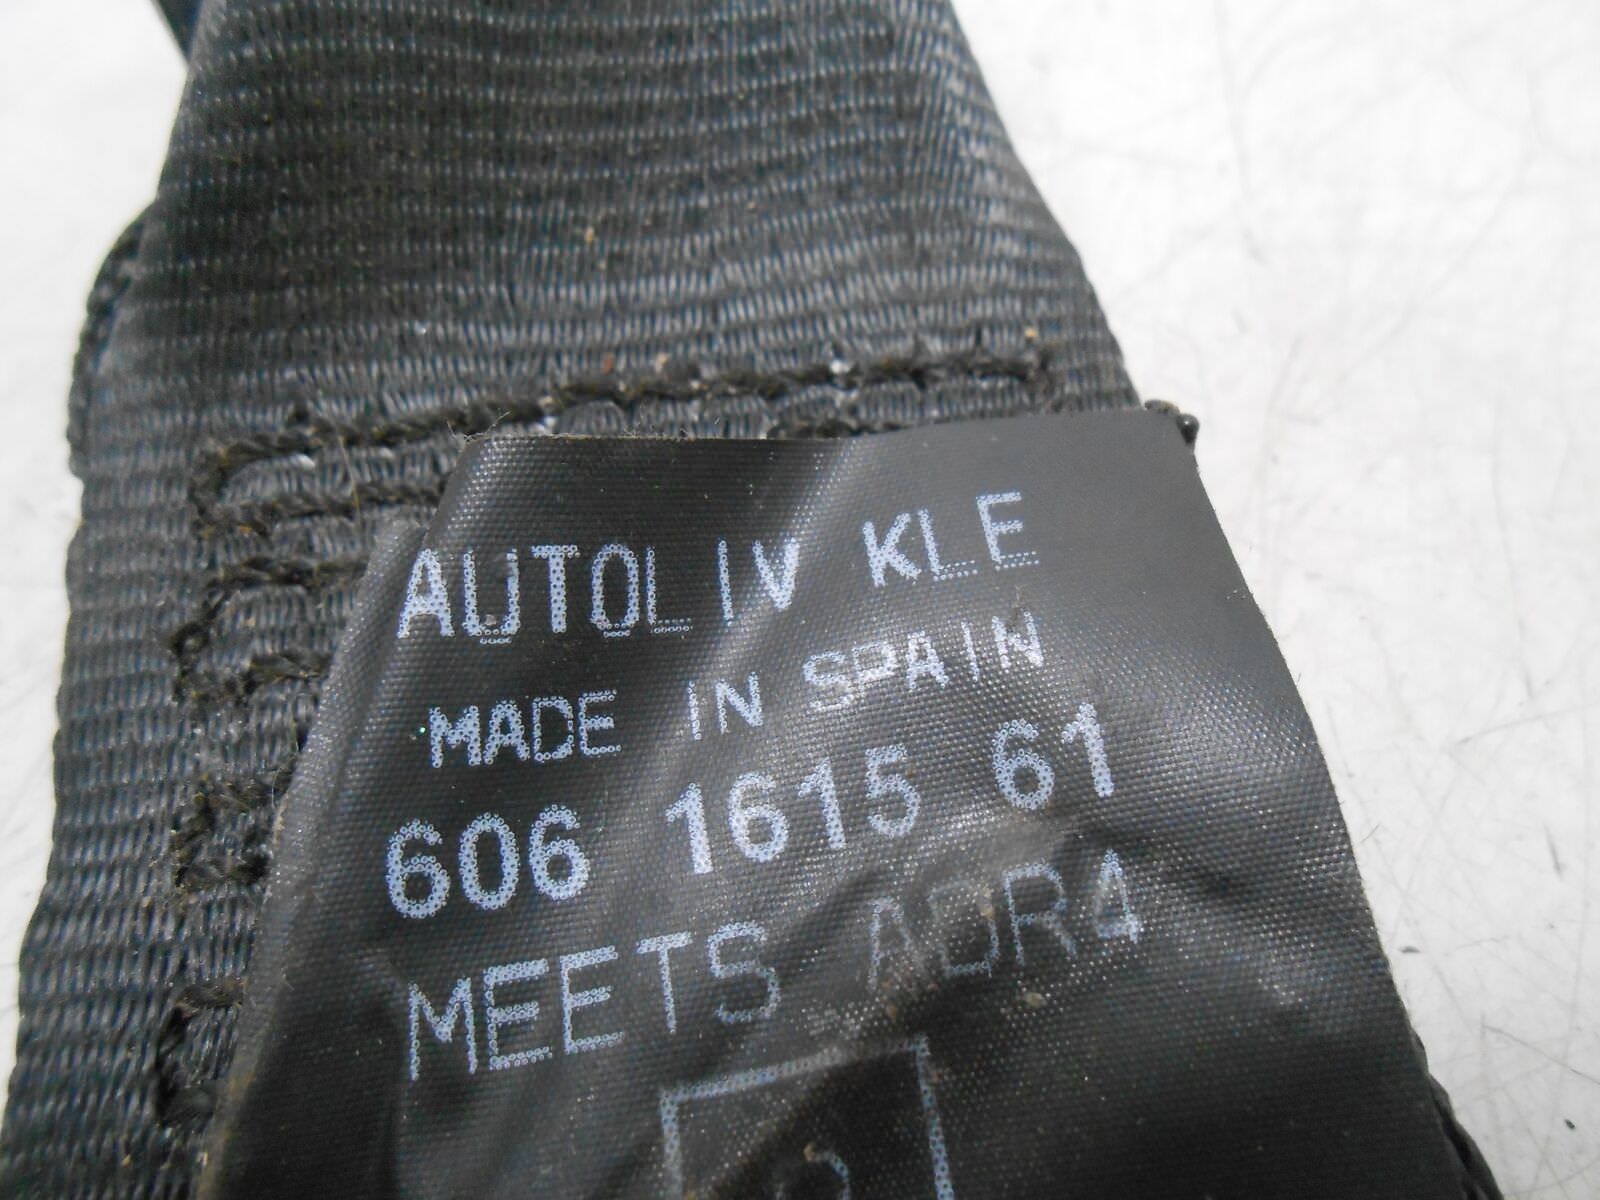 AUTOLIV KLE
MADE IN SPAIN
606 1615 61
MEETS ADR4